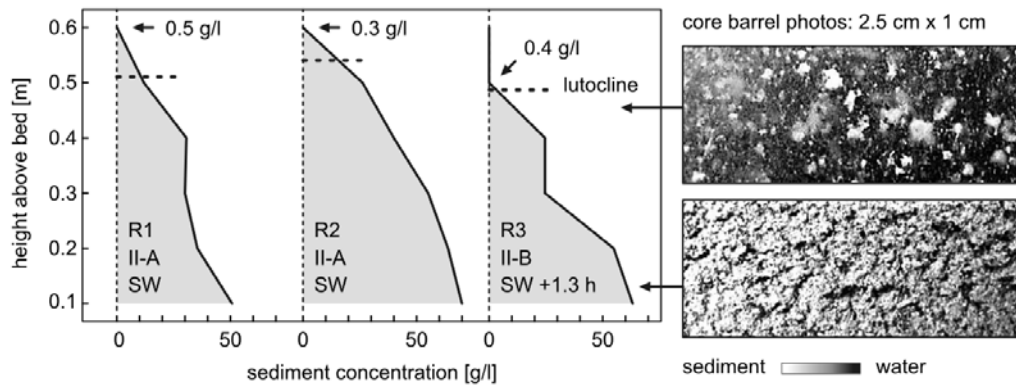 core barrel photos: 2.5 cm x 1 cm
0.6
0.5
0.4
0.3
0.2
0.1
height above bed [m]
0.5 g/l
0.3 g/l
0.4 g/l
lutocline
R1
II-A
SW
R2
II-A
SW
R3
II-B
SW +1.3 h
0 50 0 50 0 50
sediment concentration [g/l]
sediment water